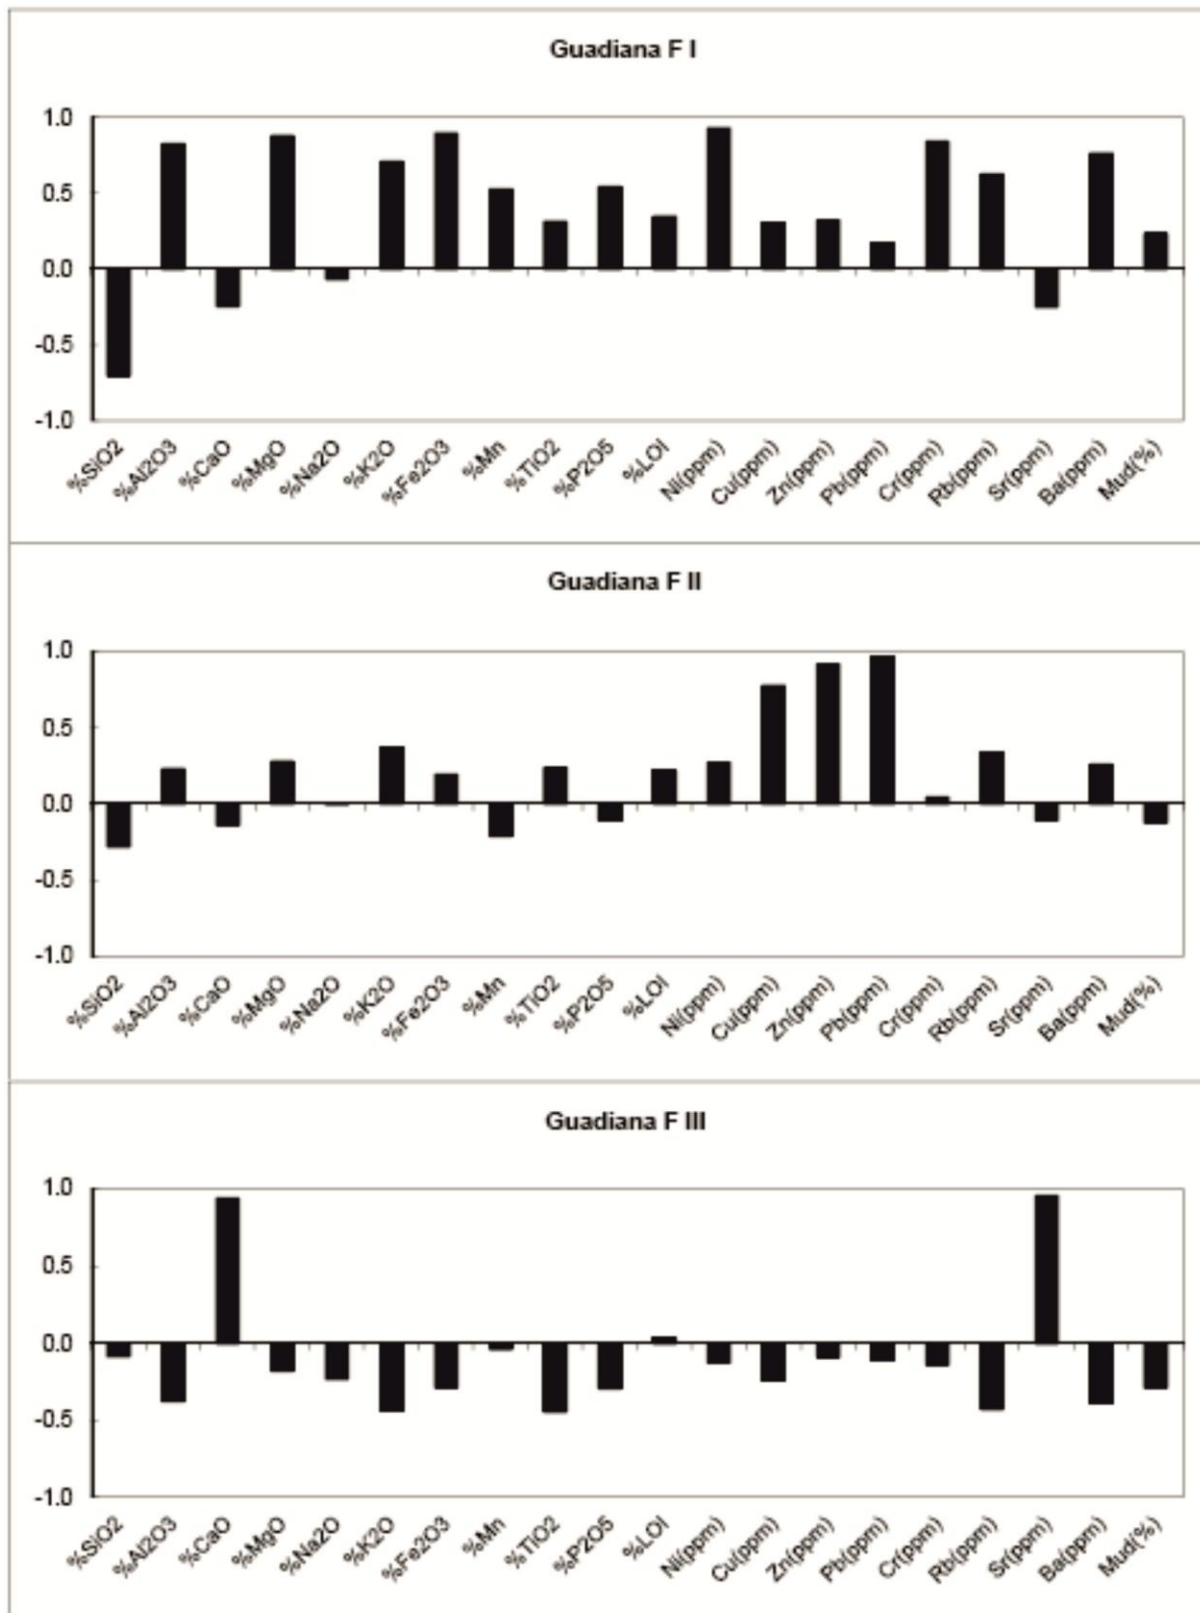 Guadiana F I
1.0
0.5
0.0
-0.5
-1.0
%SiO2 %Al2O3 %CaO %MgO %Na2O %K2O %Fe2O3 %Mn %TiO2 %P2O5 %LOI Ni(ppm) Cu(ppm) Zn(ppm) Pb(ppm) Cr(ppm) Rb(ppm) Sr(ppm) Ba(ppm) Mud(%)
Guadiana F II
1.0
0.5
0.0
-0.5
-1.0
%SiO2 %Al2O3 %CaO %MgO %Na2O %K2O %Fe2O3 %Mn %TiO2 %P2O5 %LOI Ni(ppm) Cu(ppm) Zn(ppm) Pb(ppm) Cr(ppm) Rb(ppm) Sr(ppm) Ba(ppm) Mud(%)
Guadiana F III
1.0
0.5
0.0
-0.5
-1.0
%SiO2 %Al2O3 %CaO %MgO %Na2O %K2O %Fe2O3 %Mn %TiO2 %P2O5 %LOI Ni(ppm) Cu(ppm) Zn(ppm) Pb(ppm) Cr(ppm) Rb(ppm) Sr(ppm) Ba(ppm) Mud(%)